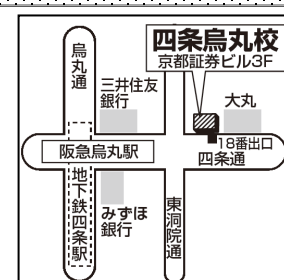 四条烏丸校
京都証券ビル3F
烏丸通
三井住友
銀行
大丸
18番出口
四条通
阪急烏丸駅
地下鉄四条駅
みずほ
銀行
東洞院通